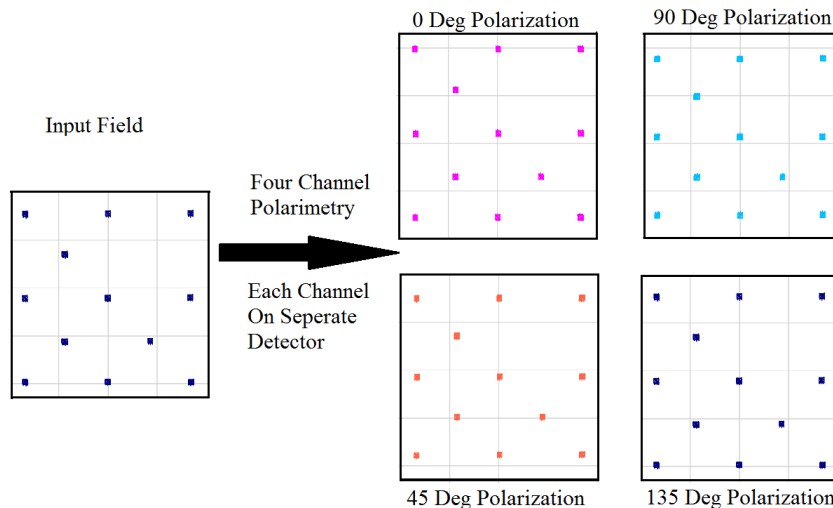 0 Deg Polarization
90 Deg Polarization
Input Field
Four Channel
Polarimetry
Each Channel
On Seperate
Detector
45 Deg Polarization
135 Deg Polarization